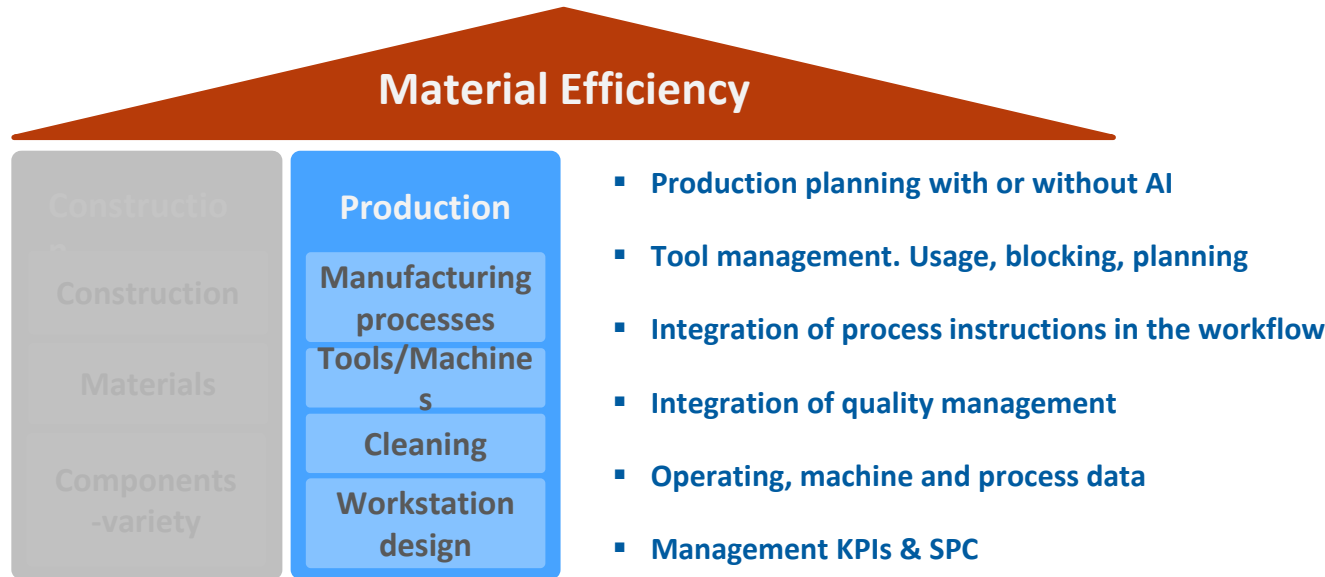 Material Efficiency
Constructio
n
Construction
Materials
Components
-variety
Production
Manufacturing
processes
Tools/Machine
s
Cleaning
Workstation
design
▪ Production planning with or without AI
▪ Tool management. Usage, blocking, planning
▪ Integration of process instructions in the workflow
▪ Integration of quality management
▪ Operating, machine and process data
▪ Management KPIs & SPC